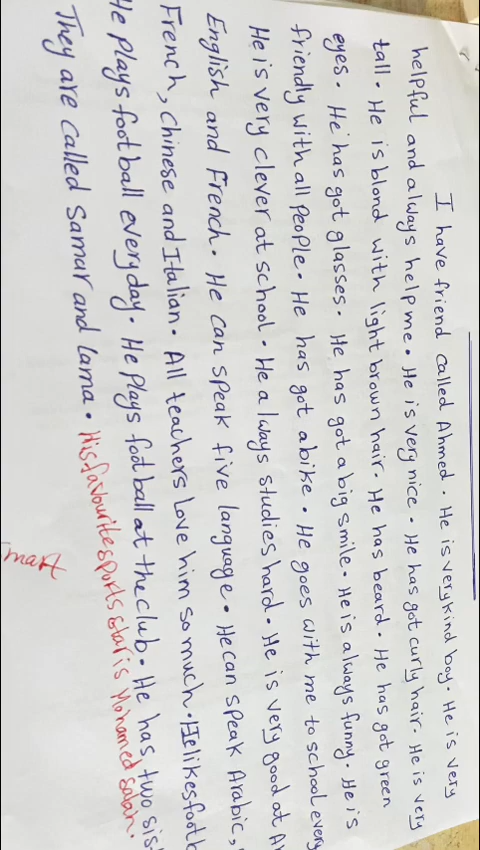 I have friend called Ahmed. He is very kind boy. He is very
helpful and always help me. He is very nice. He has got curly hair. He is very
tall. He is blond with light brown hair. He has beard. He has got green
eyes. He has got glasses. He has got a big smile. He is always funny. He is
friendly with all people. He has got a bike. He goes with me to school every
He is very clever at school. He always studies hard. He is very good at
English and French. He can speak five language. He can speak Arabic,
French, chinese and Italian. All teachers love him so much. He likes footb
He plays football everyday. He plays football at the club. He has two sis
They are called Samar and Lama. His favourite sports star is Mohamed Salah.
mart